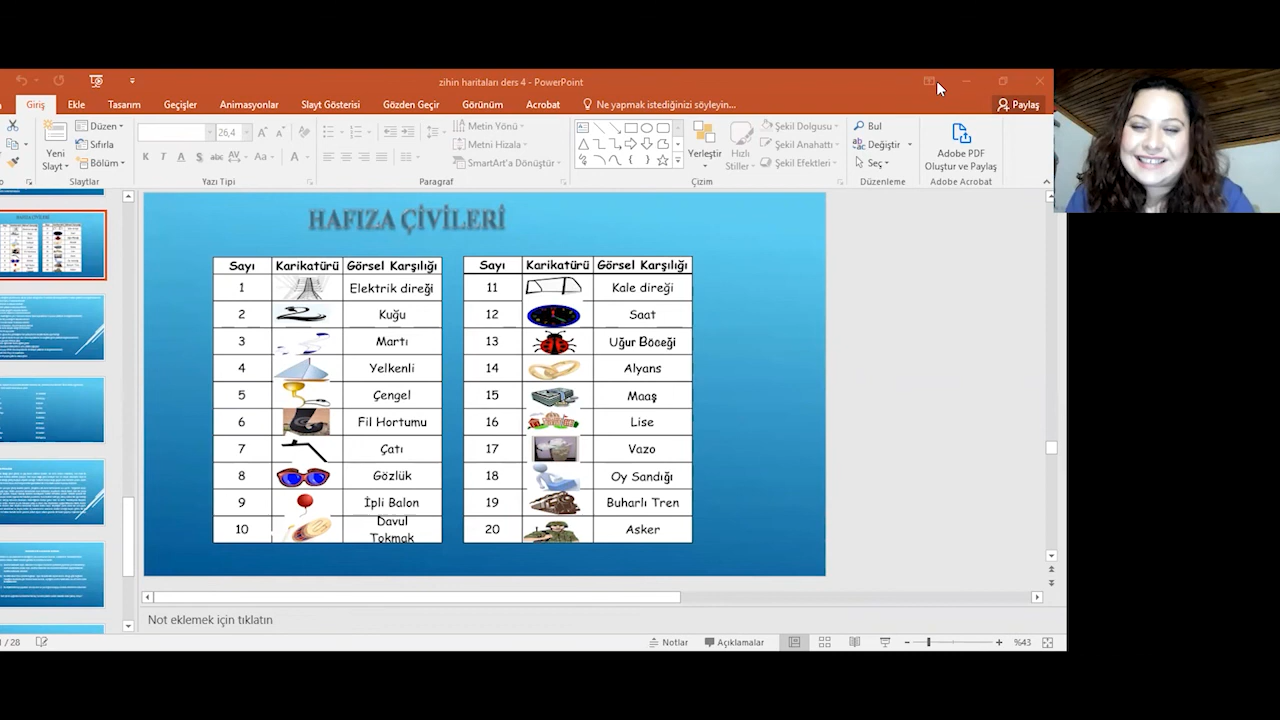 zihin haritaları ders 4 - PowerPoint
Giriş Ekle Tasarım Geçişler Animasyonlar Slayt Gösterisi Gözden Geçir Görünüm Acrobat Ne yapmak istediğinizi söyleyin... Paylaş
Yeni Slayt
Düzen
Sıfırla
Bölüm
Slaytlar
26,4
K T A S abc AV Aa A
Yazı Tipi
Metin Yönü
Metni Hizala
SmartArt'a Dönüştür
Paragraf
Yerleştir
Hızlı Stiller
Şekil Dolgusu
Şekil Anahattı
Şekil Efektleri
Çizim
Bul
Değiştir
Seç
Düzenleme
Adobe PDF
Oluştur ve Paylaş
Adobe Acrobat
HAFIZA ÇİVİLERİ
Sayı Karikatürü Görsel Karşılığı
1 Elektrik direği
2 Kuğu
3 Martı
4 Yelkenli
5 Çengel
6 Fil Hortumu
7 Çatı
8 Gözlük
İpli Balon
10 Davul Tokmak
Sayı Karikatürü Görsel Karşılığı
11 Kale direği
12 Saat
13 Uğur Böceği
14 Alyans
15 Maaş
16 Lise
17 Vazo
18 Oy Sandığı
19 Buharlı Tren
20 Asker
Not eklemek için tıklatın
/ 28 Notlar Açıklamalar %43